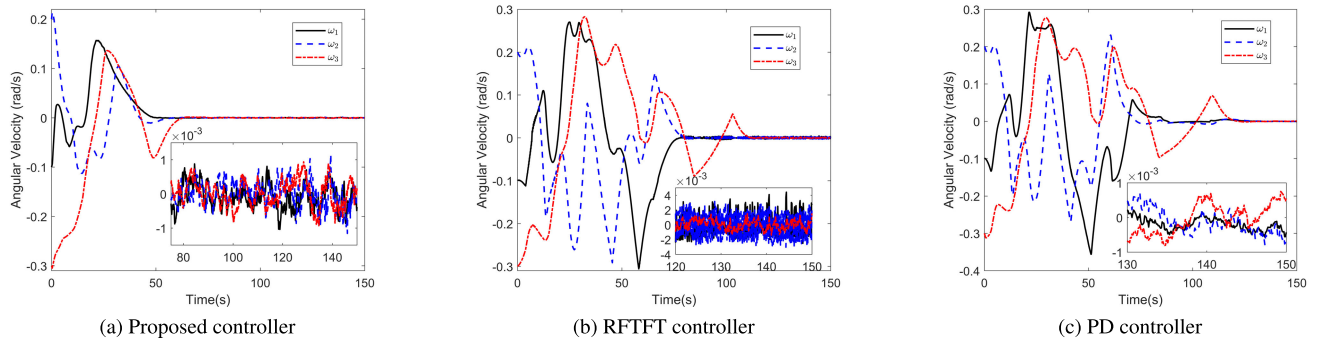 Angular Velocity (rad/s)
0.2
0.1
0
-0.1
-0.2
-0.3
ω1
ω2
ω3
×10-3
1
0
-1
80 100 120 140
0 50 100 150
Time(s)
(a) Proposed controller
Angular Velocity (rad/s)
0.3
0.2
0.1
0
-0.1
-0.2
-0.3
ω1
ω2
ω3
×10-3
4
2
0
-2
-4
120 130 140 150
0 50 100 150
Time(s)
(b) RFTFT controller
Angular Velocity (rad/s)
0.3
0.2
0.1
0
-0.1
-0.2
-0.3
-0.4
ω1
ω2
ω3
×10-3
1
0
-1
130 140 150
0 50 100 150
Time(s)
(c) PD controller